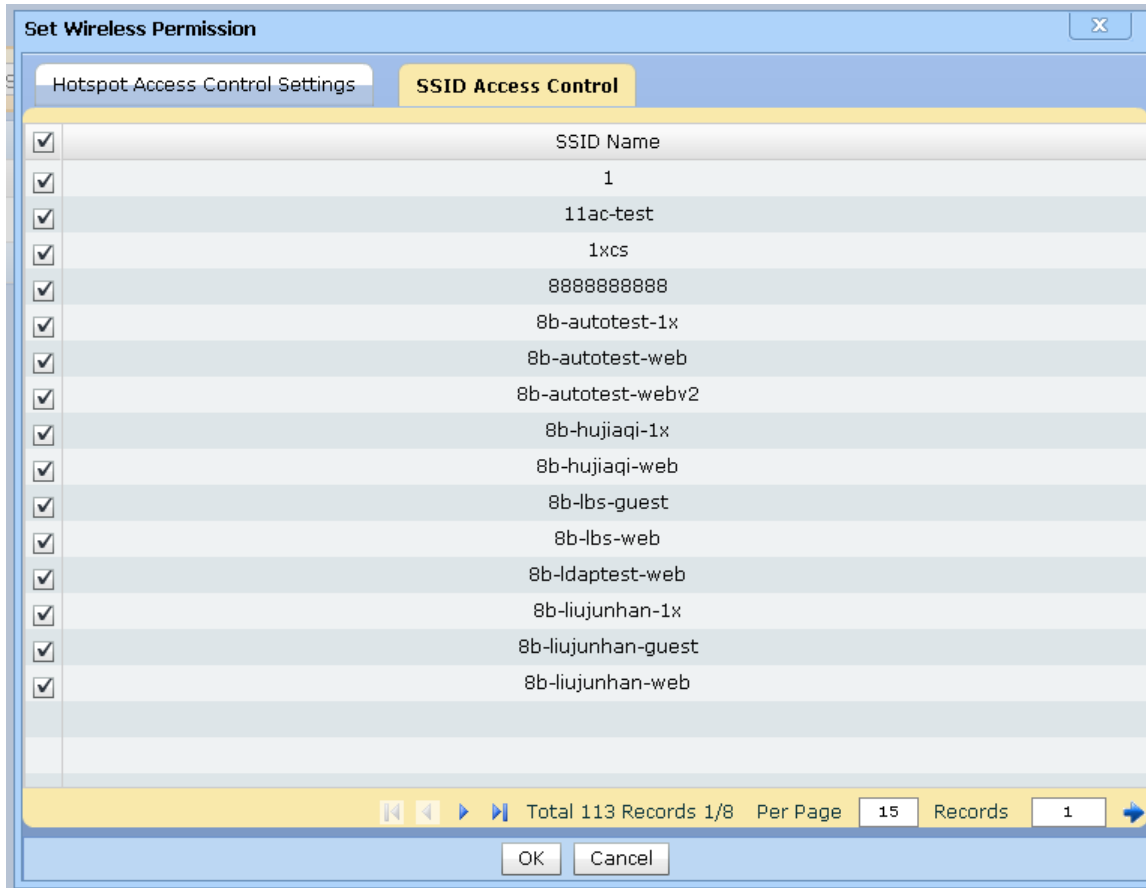 Set Wireless Permission
Hotspot Access Control Settings SSID Access Control
SSID Name
1
11ac-test
1xcs
8888888888
8b-autotest-1x
8b-autotest-web
8b-autotest-webv2
8b-hujiaqi-1x
8b-hujiaqi-web
8b-lbs-guest
8b-lbs-web
8b-ldaptest-web
8b-liujunhan-1x
8b-liujunhan-guest
8b-liujunhan-web
Total 113 Records 1/8 Per Page 15 Records 1
OK Cancel